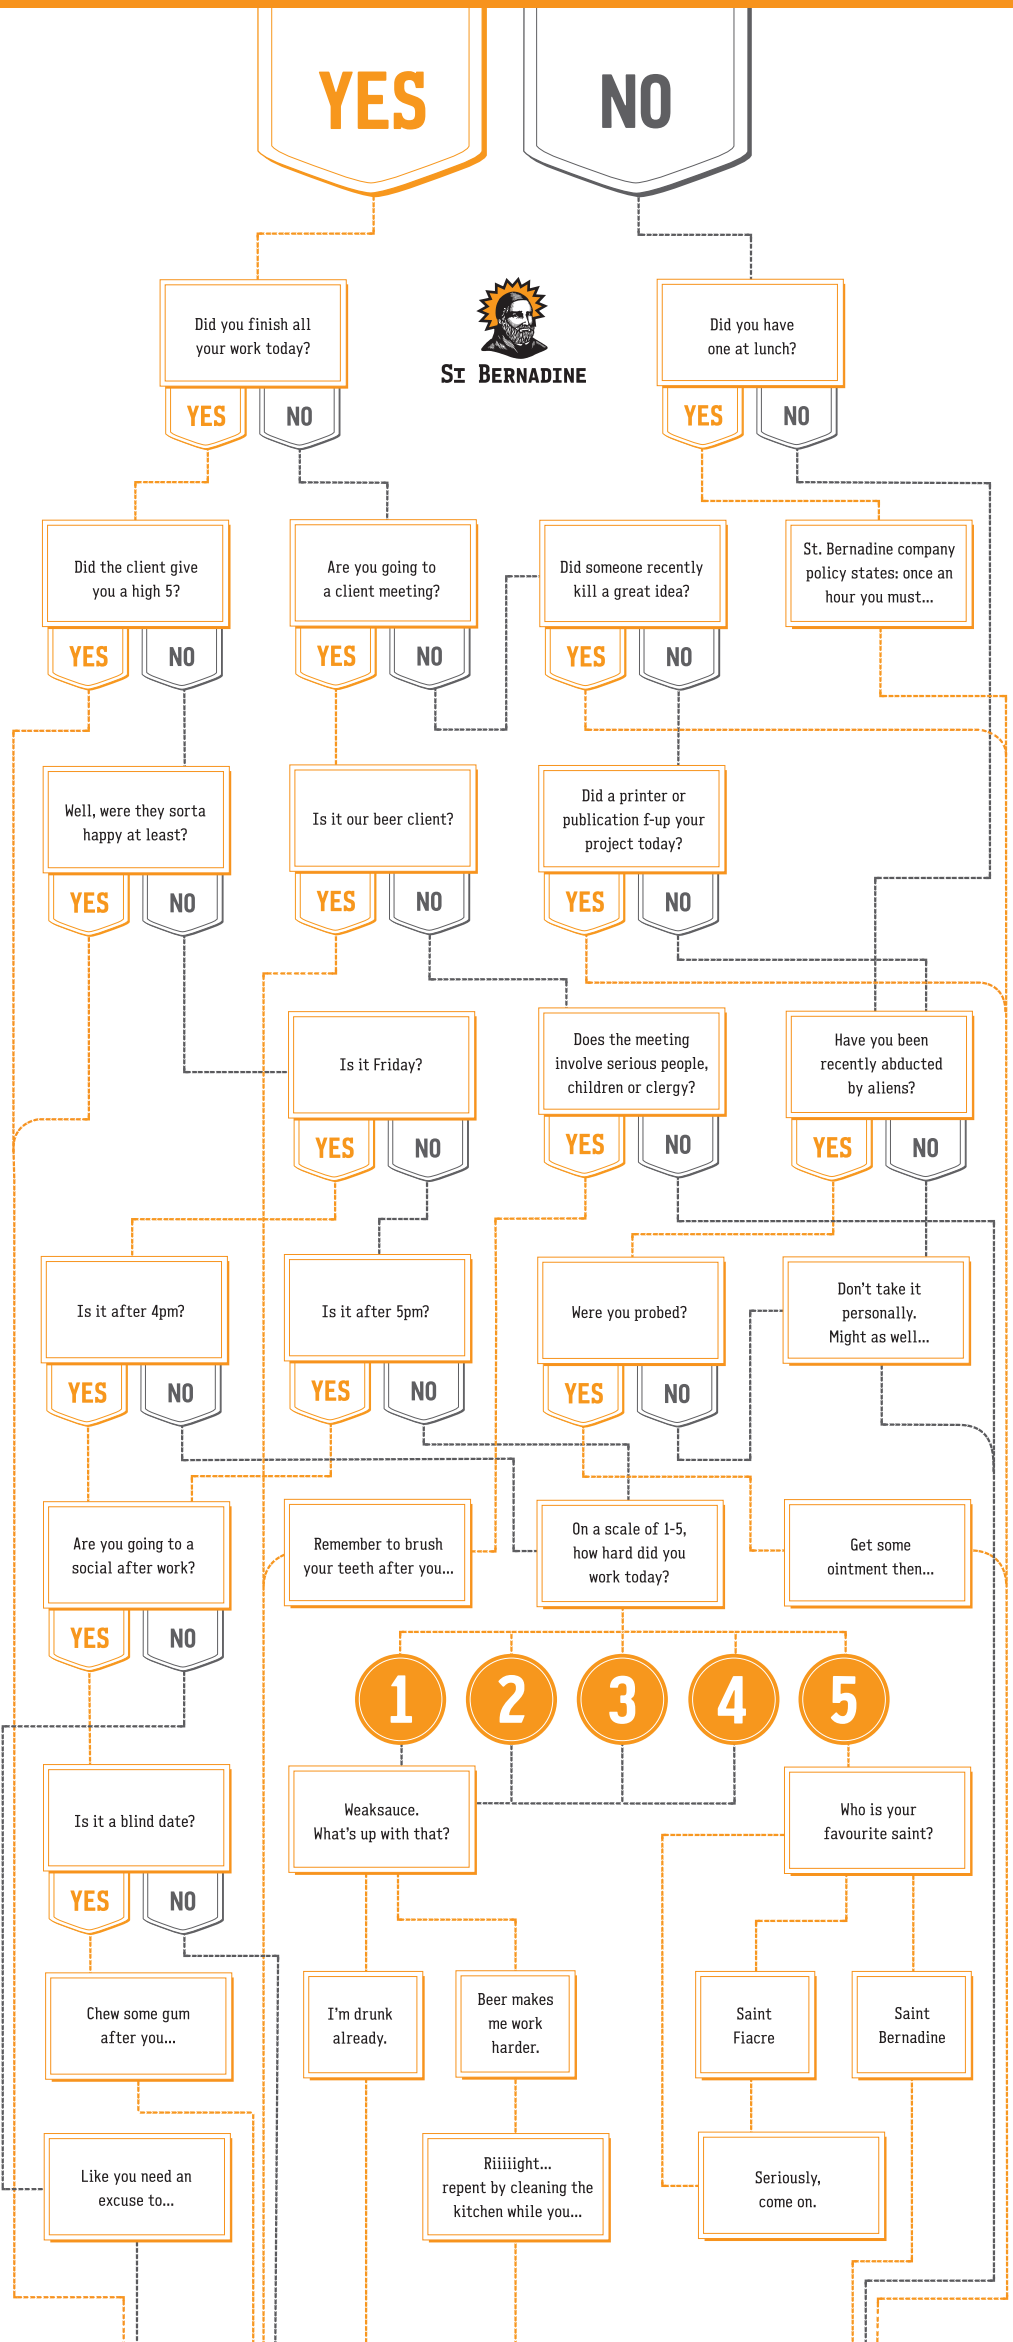 YES
NO
Did you finish all
your work today?
YES
NO
ST BERNADINE
Did you have
one at lunch?
YES
NO
Did the client give
you a high 5?
YES
NO
Are you going to
a client meeting?
YES
NO
Did someone recently
kill a great idea?
YES
NO
St. Bernadine company
policy states: once an
hour you must...
Well, were they sorta
happy at least?
YES
NO
Is it our beer client?
YES
NO
Did a printer or
publication f-up your
project today?
YES
NO
Is it Friday?
YES
NO
Does the meeting
involve serious people,
children or clergy?
YES
NO
Have you been
recently abducted
by aliens?
YES
NO
Is it after 4pm?
YES
NO
Is it after 5pm?
YES
NO
Were you probed?
YES
NO
Don't take it
personally.
Might as well...
Are you going to a
social after work?
YES
NO
Remember to brush
your teeth after you...
On a scale of 1-5,
how hard did you
work today?
Get some
ointment then...
1
2
3
4
5
Is it a blind date?
YES
NO
Weaksauce.
What's up with that?
Who is your
favourite saint?
Chew some gum
after you...
I'm drunk
already.
Beer makes
me work
harder.
Saint
Fiacre
Saint
Bernadine
Like you need an
excuse to...
Riiiiight...
repent by cleaning the
kitchen while you...
Seriously,
come on.